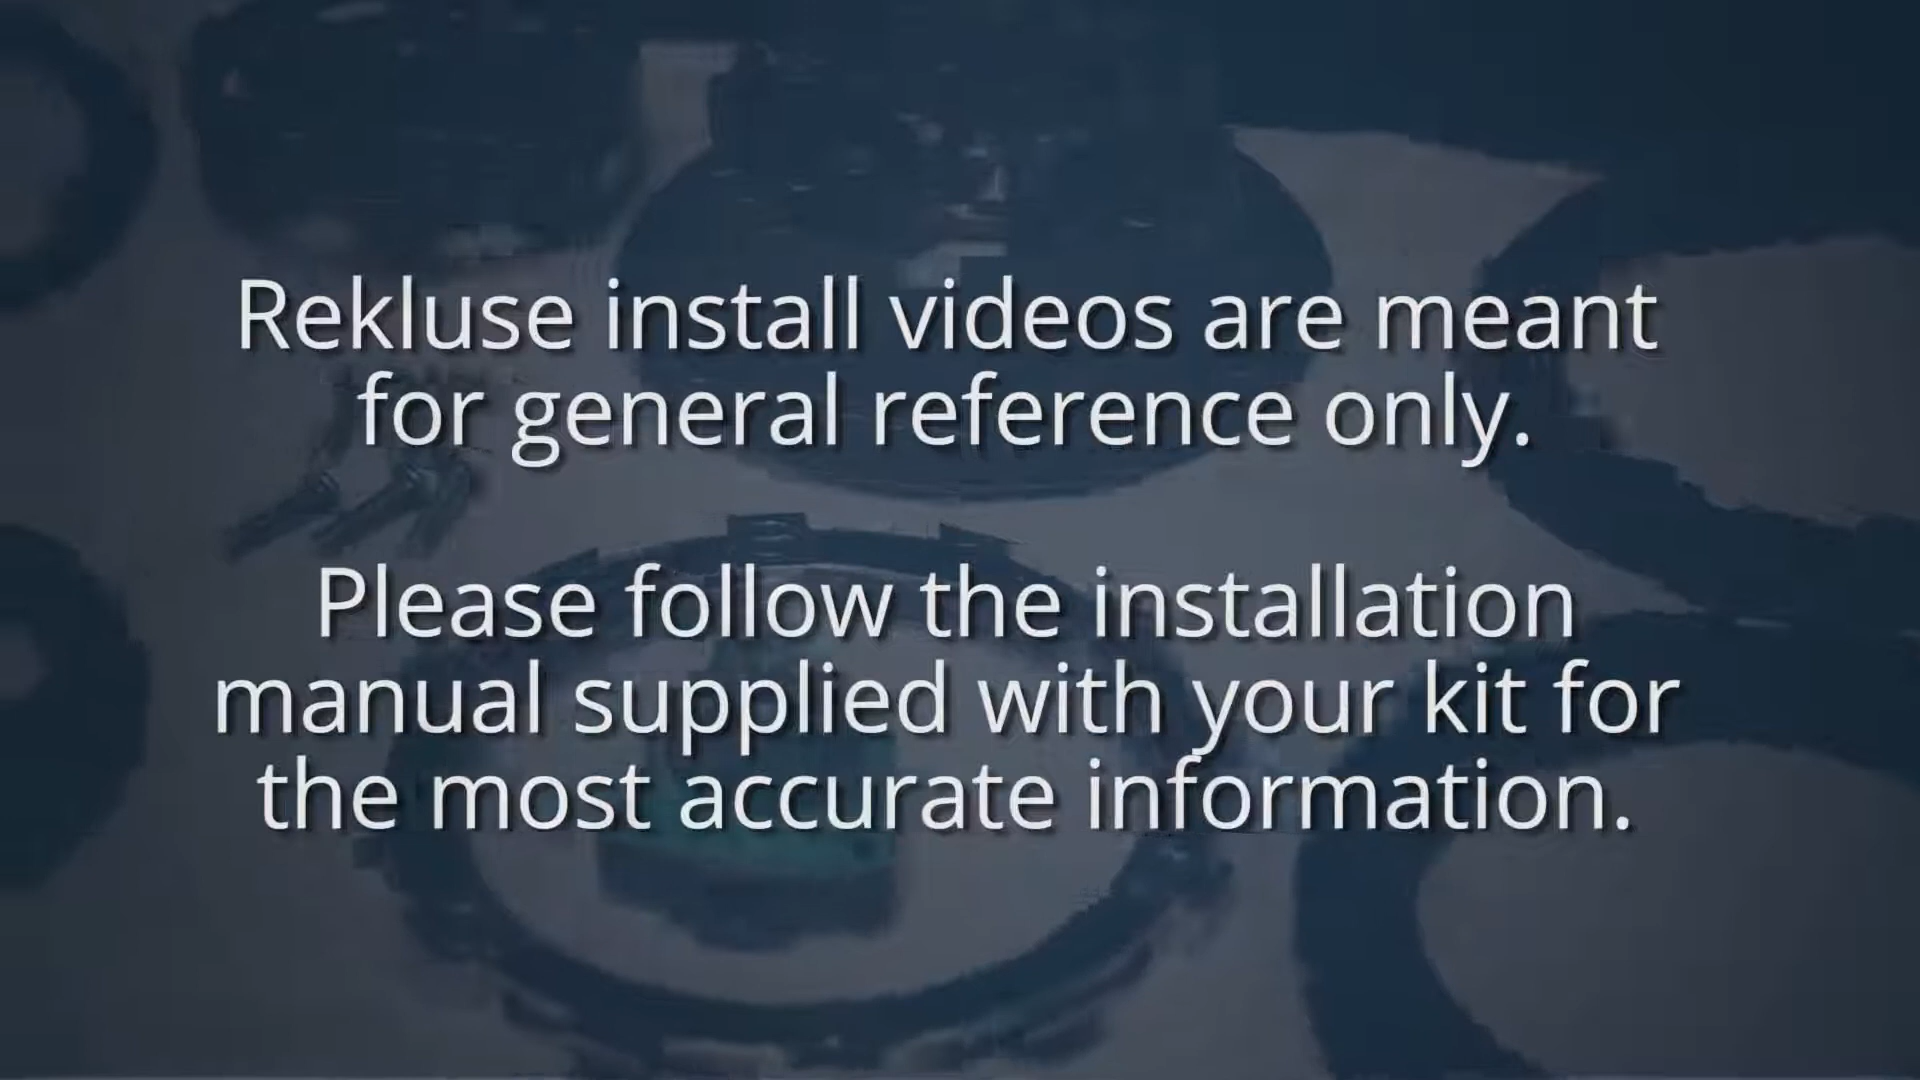 Rekluse install videos are meant
for general reference only.
Please follow the installation
manual supplied with your kit for
the most accurate information.